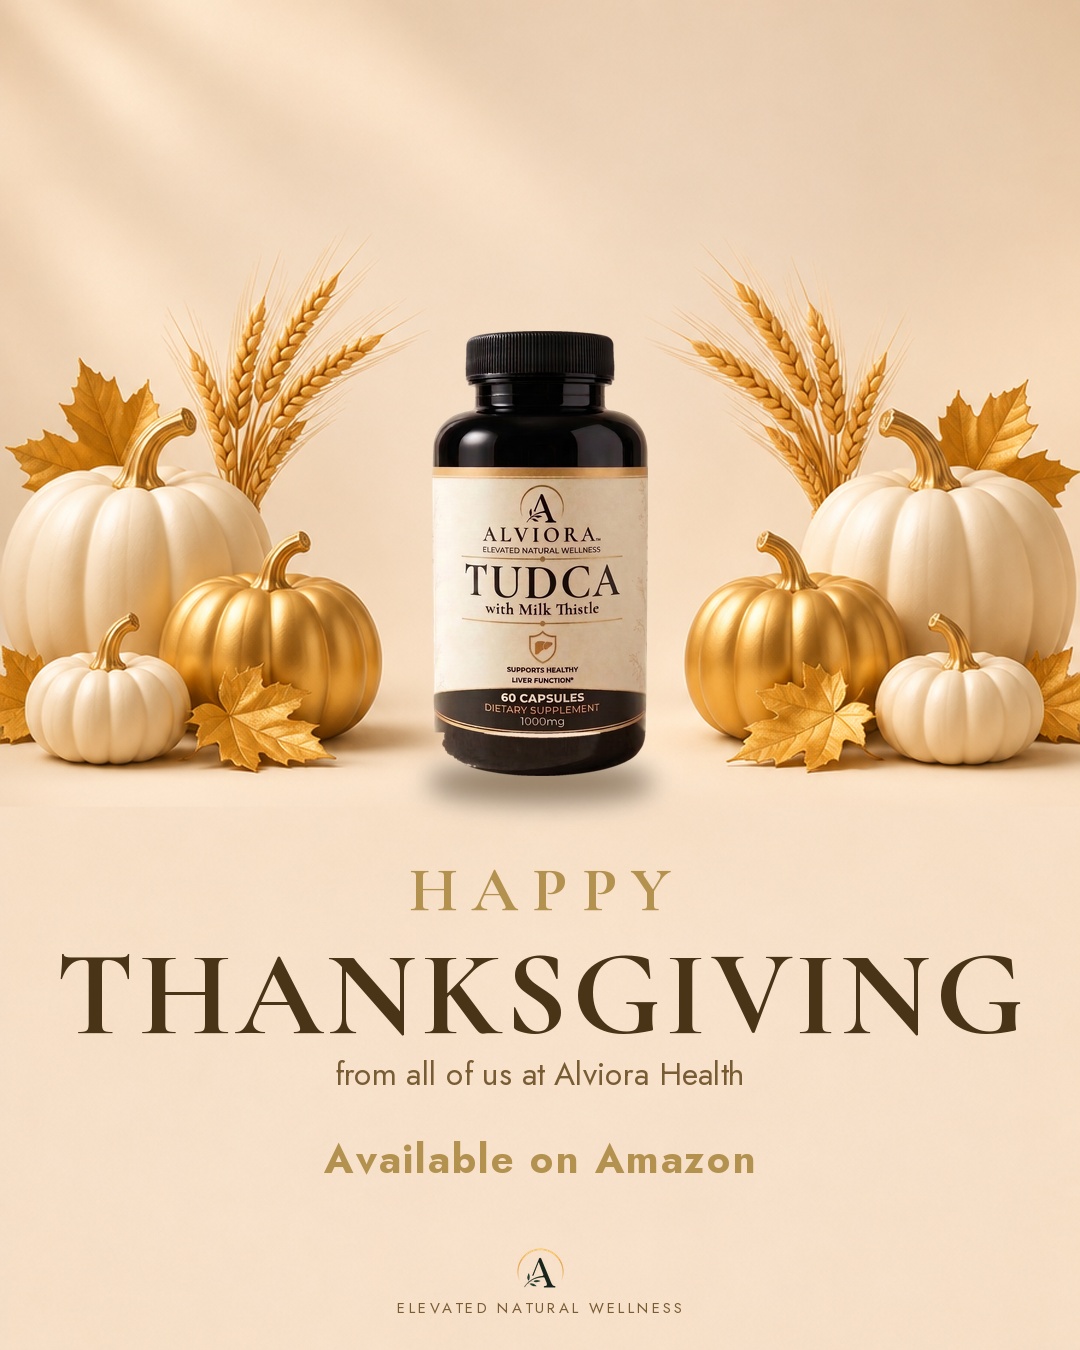 A
ALVIORA™
ELEVATED NATURAL WELLNESS
TUDCA
with Milk Thistle
SUPPORTS HEALTHY
LIVER FUNCTION*
60 CAPSULES
DIETARY SUPPLEMENT
1000mg
HAPPY
THANKSGIVING
from all of us at Alviora Health
Available on Amazon
A
ELEVATED NATURAL WELLNESS